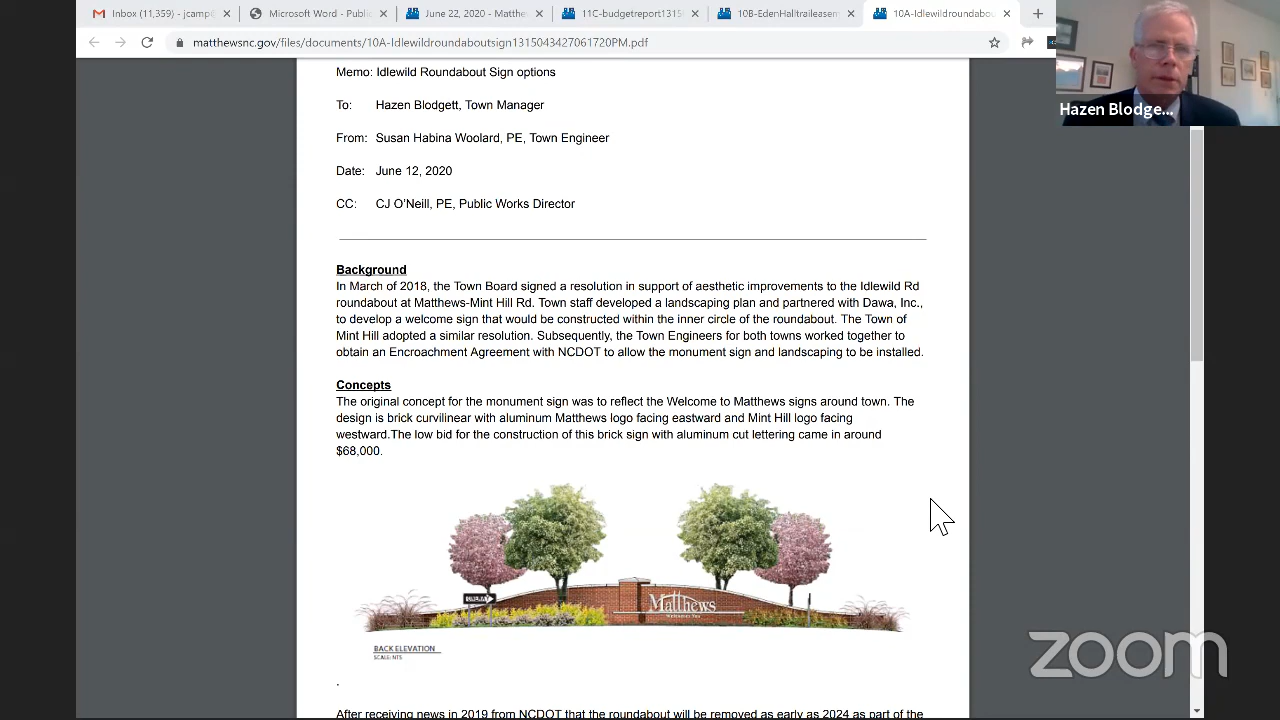 Inbox (11,359) - jcamp6
Microsoft Word - Public
June 22, 2020 - Matthe
11C-budgetreport1315
10B-Edenhalltraileasem
10A-Idlewildroundabou
matthewsnc.gov/files/document/10A-Idlewildroundaboutsign1315043427061720PM.pdf
Hazen Blodge...
Memo: Idlewild Roundabout Sign options
To: Hazen Blodgett, Town Manager
From: Susan Habina Woolard, PE, Town Engineer
Date: June 12, 2020
CC: CJ O'Neill, PE, Public Works Director
Background
In March of 2018, the Town Board signed a resolution in support of aesthetic improvements to the Idlewild Rd
roundabout at Matthews-Mint Hill Rd. Town staff developed a landscaping plan and partnered with Dawa, Inc.,
to develop a welcome sign that would be constructed within the inner circle of the roundabout. The Town of
Mint Hill adopted a similar resolution. Subsequently, the Town Engineers for both towns worked together to
obtain an Encroachment Agreement with NCDOT to allow the monument sign and landscaping to be installed.
Concepts
The original concept for the monument sign was to reflect the Welcome to Matthews signs around town. The
design is brick curvilinear with aluminum Matthews logo facing eastward and Mint Hill logo facing
westward.The low bid for the construction of this brick sign with aluminum cut lettering came in around
$68,000.
Matthews
Welcomes You
BACK ELEVATION
SCALE: NTS
.
After receiving news in 2019 from NCDOT that the roundabout will be removed as early as 2024 as part of the
zoom